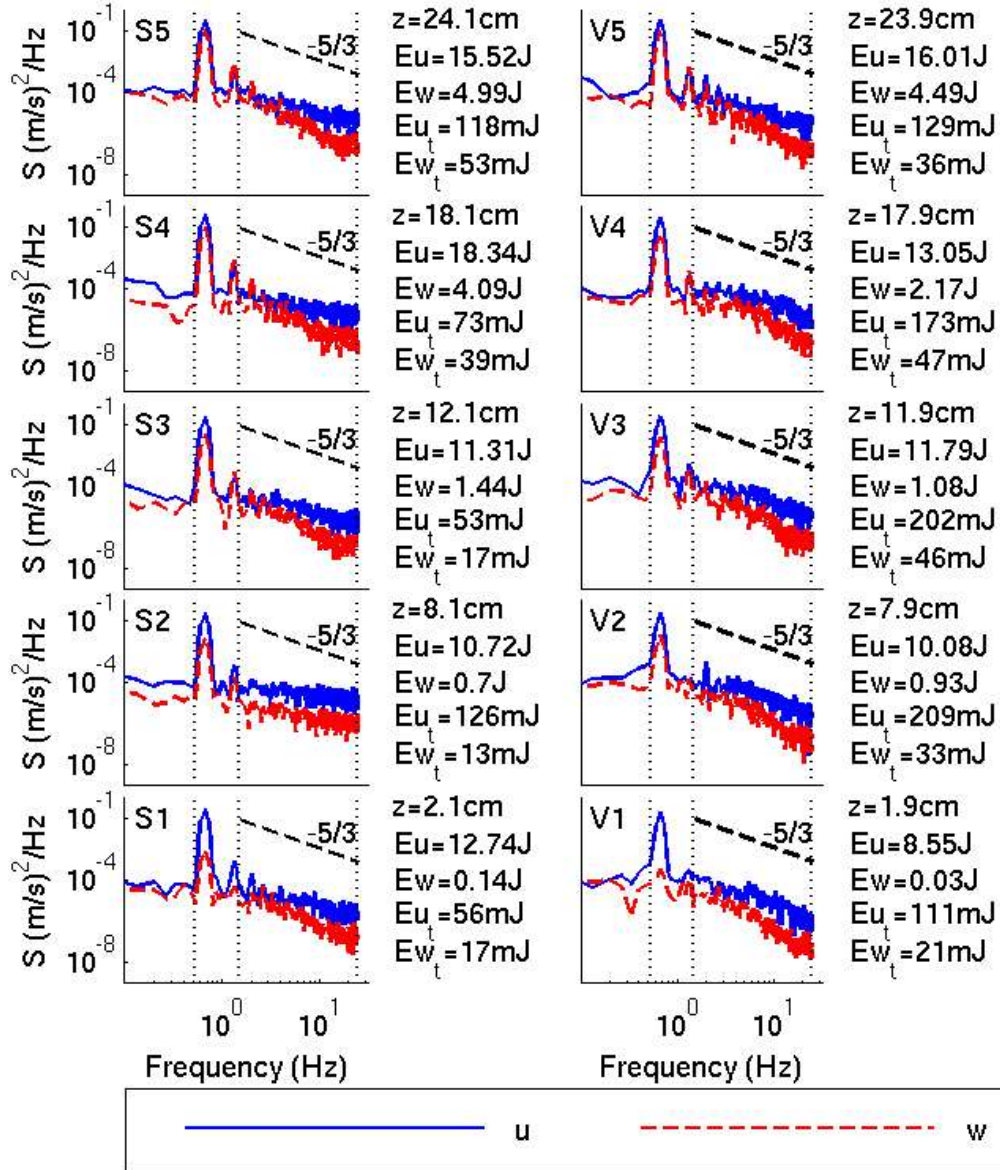 S5
-5/3
z=24.1cm
Eu=15.52J
Ew=4.99J
Eu_t=118mJ
Ew_t=53mJ
V5
-5/3
z=23.9cm
Eu=16.01J
Ew=4.49J
Eu_t=129mJ
Ew_t=36mJ
S (m/s)^2/Hz
10^-1
10^-4
10^-5
10^-8
S4
-5/3
z=18.1cm
Eu=18.34J
Ew=4.09J
Eu_t=73mJ
Ew_t=39mJ
V4
-5/3
z=17.9cm
Eu=13.05J
Ew=2.17J
Eu_t=173mJ
Ew_t=47mJ
S (m/s)^2/Hz
10^-1
10^-4
10^-5
10^-8
S3
-5/3
z=12.1cm
Eu=11.31J
Ew=1.44J
Eu_t=53mJ
Ew_t=17mJ
V3
-5/3
z=11.9cm
Eu=11.79J
Ew=1.08J
Eu_t=202mJ
Ew_t=46mJ
S (m/s)^2/Hz
10^-1
10^-4
10^-5
10^-8
S2
-5/3
z=8.1cm
Eu=10.72J
Ew=0.7J
Eu_t=126mJ
Ew_t=13mJ
V2
-5/3
z=7.9cm
Eu=10.08J
Ew=0.93J
Eu_t=209mJ
Ew_t=33mJ
S (m/s)^2/Hz
10^-1
10^-4
10^-5
10^-8
S1
-5/3
z=2.1cm
Eu=12.74J
Ew=0.14J
Eu_t=56mJ
Ew_t=17mJ
V1
-5/3
z=1.9cm
Eu=8.55J
Ew=0.03J
Eu_t=111mJ
Ew_t=21mJ
S (m/s)^2/Hz
10^-1
10^-4
10^-5
10^-8
10^0 10^1
10^0 10^1
Frequency (Hz)
Frequency (Hz)
u
w